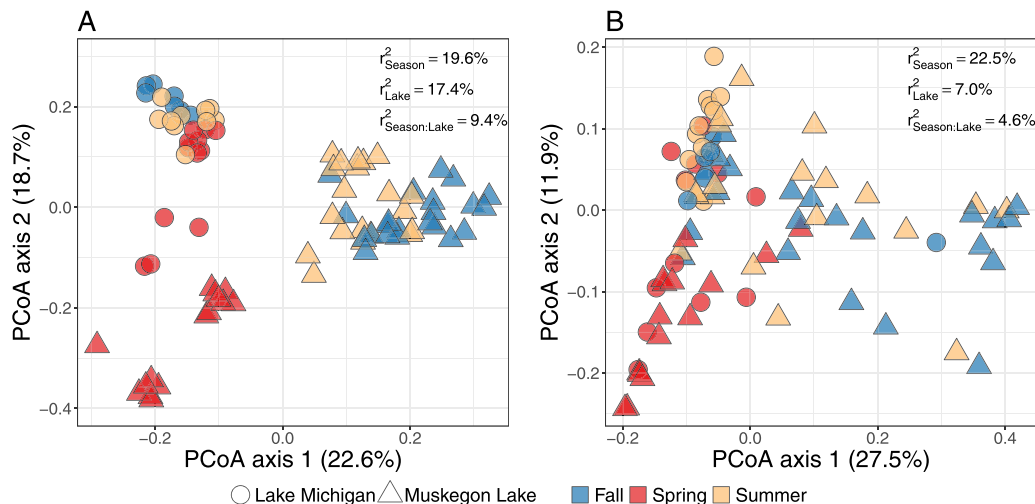 A
r²Season = 19.6%
r²Lake = 17.4%
r²Season:Lake = 9.4%
0.2
0.0
−0.2
−0.4
PCoA axis 2 (18.7%)
−0.2 0.0 0.2
PCoA axis 1 (22.6%)
B
r²Season = 22.5%
r²Lake = 7.0%
r²Season:Lake = 4.6%
0.2
0.1
0.0
−0.1
−0.2
PCoA axis 2 (11.9%)
−0.2 0.0 0.2 0.4
PCoA axis 1 (27.5%)
Lake Michigan Muskegon Lake Fall Spring Summer